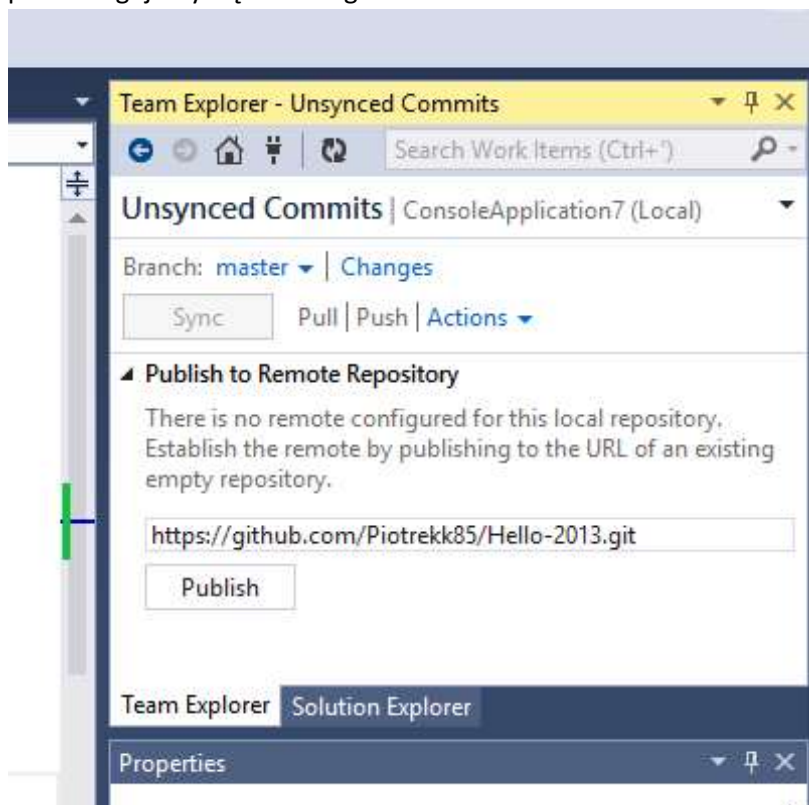 Team Explorer - Unsynced Commits
Search Work Items (Ctrl+')
Unsynced Commits | ConsoleApplication7 (Local)
Branch: master | Changes
Sync Pull | Push | Actions
Publish to Remote Repository
There is no remote configured for this local repository.
Establish the remote by publishing to the URL of an existing
empty repository.
https://github.com/Piotrekk85/Hello-2013.git
Publish
Team Explorer Solution Explorer
Properties